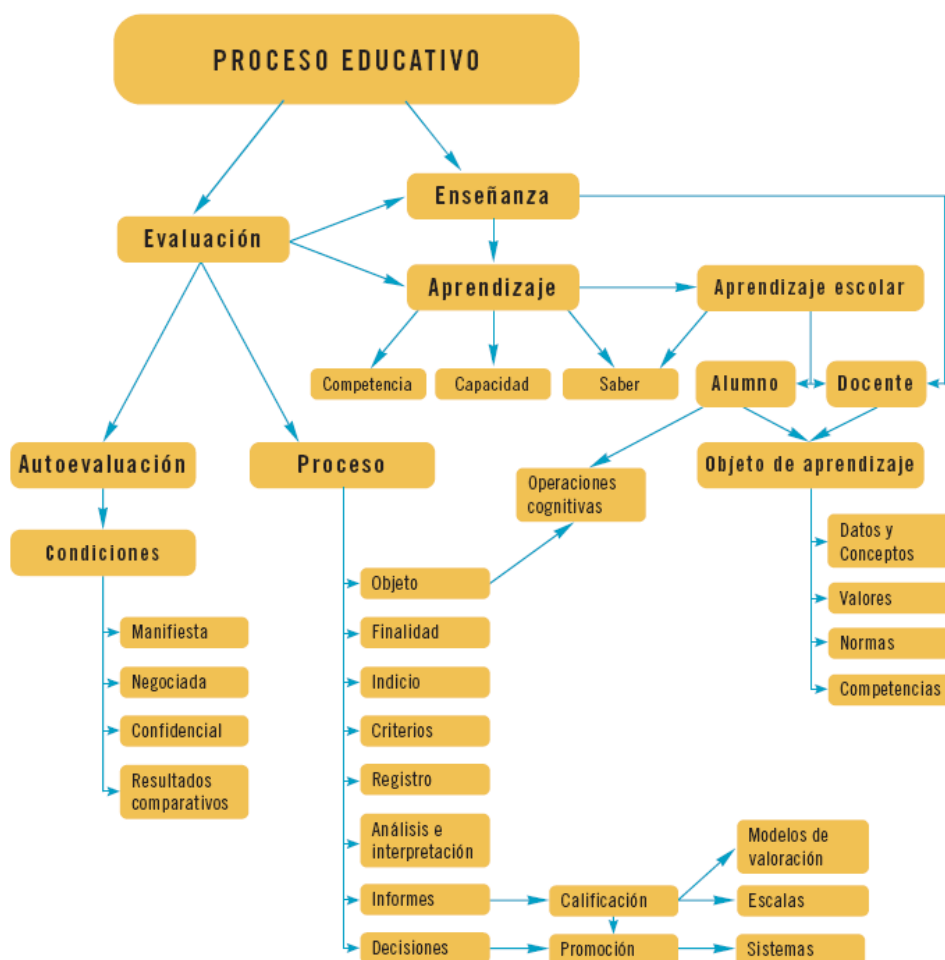 PROCESO EDUCATIVO
Enseñanza
Evaluación
Aprendizaje
Aprendizaje escolar
Competencia
Capacidad
Saber
Alumno
Docente
Autoevaluación
Proceso
Objeto de aprendizaje
Operaciones
cognitivas
Condiciones
Datos y
Conceptos
Objeto
Valores
Manifiesta
Finalidad
Normas
Negociada
Indicio
Competencias
Confidencial
Criterios
Resultados
comparativos
Registro
Análisis e
interpretación
Modelos de
valoración
Informes
Calificación
Escalas
Decisiones
Promoción
Sistemas